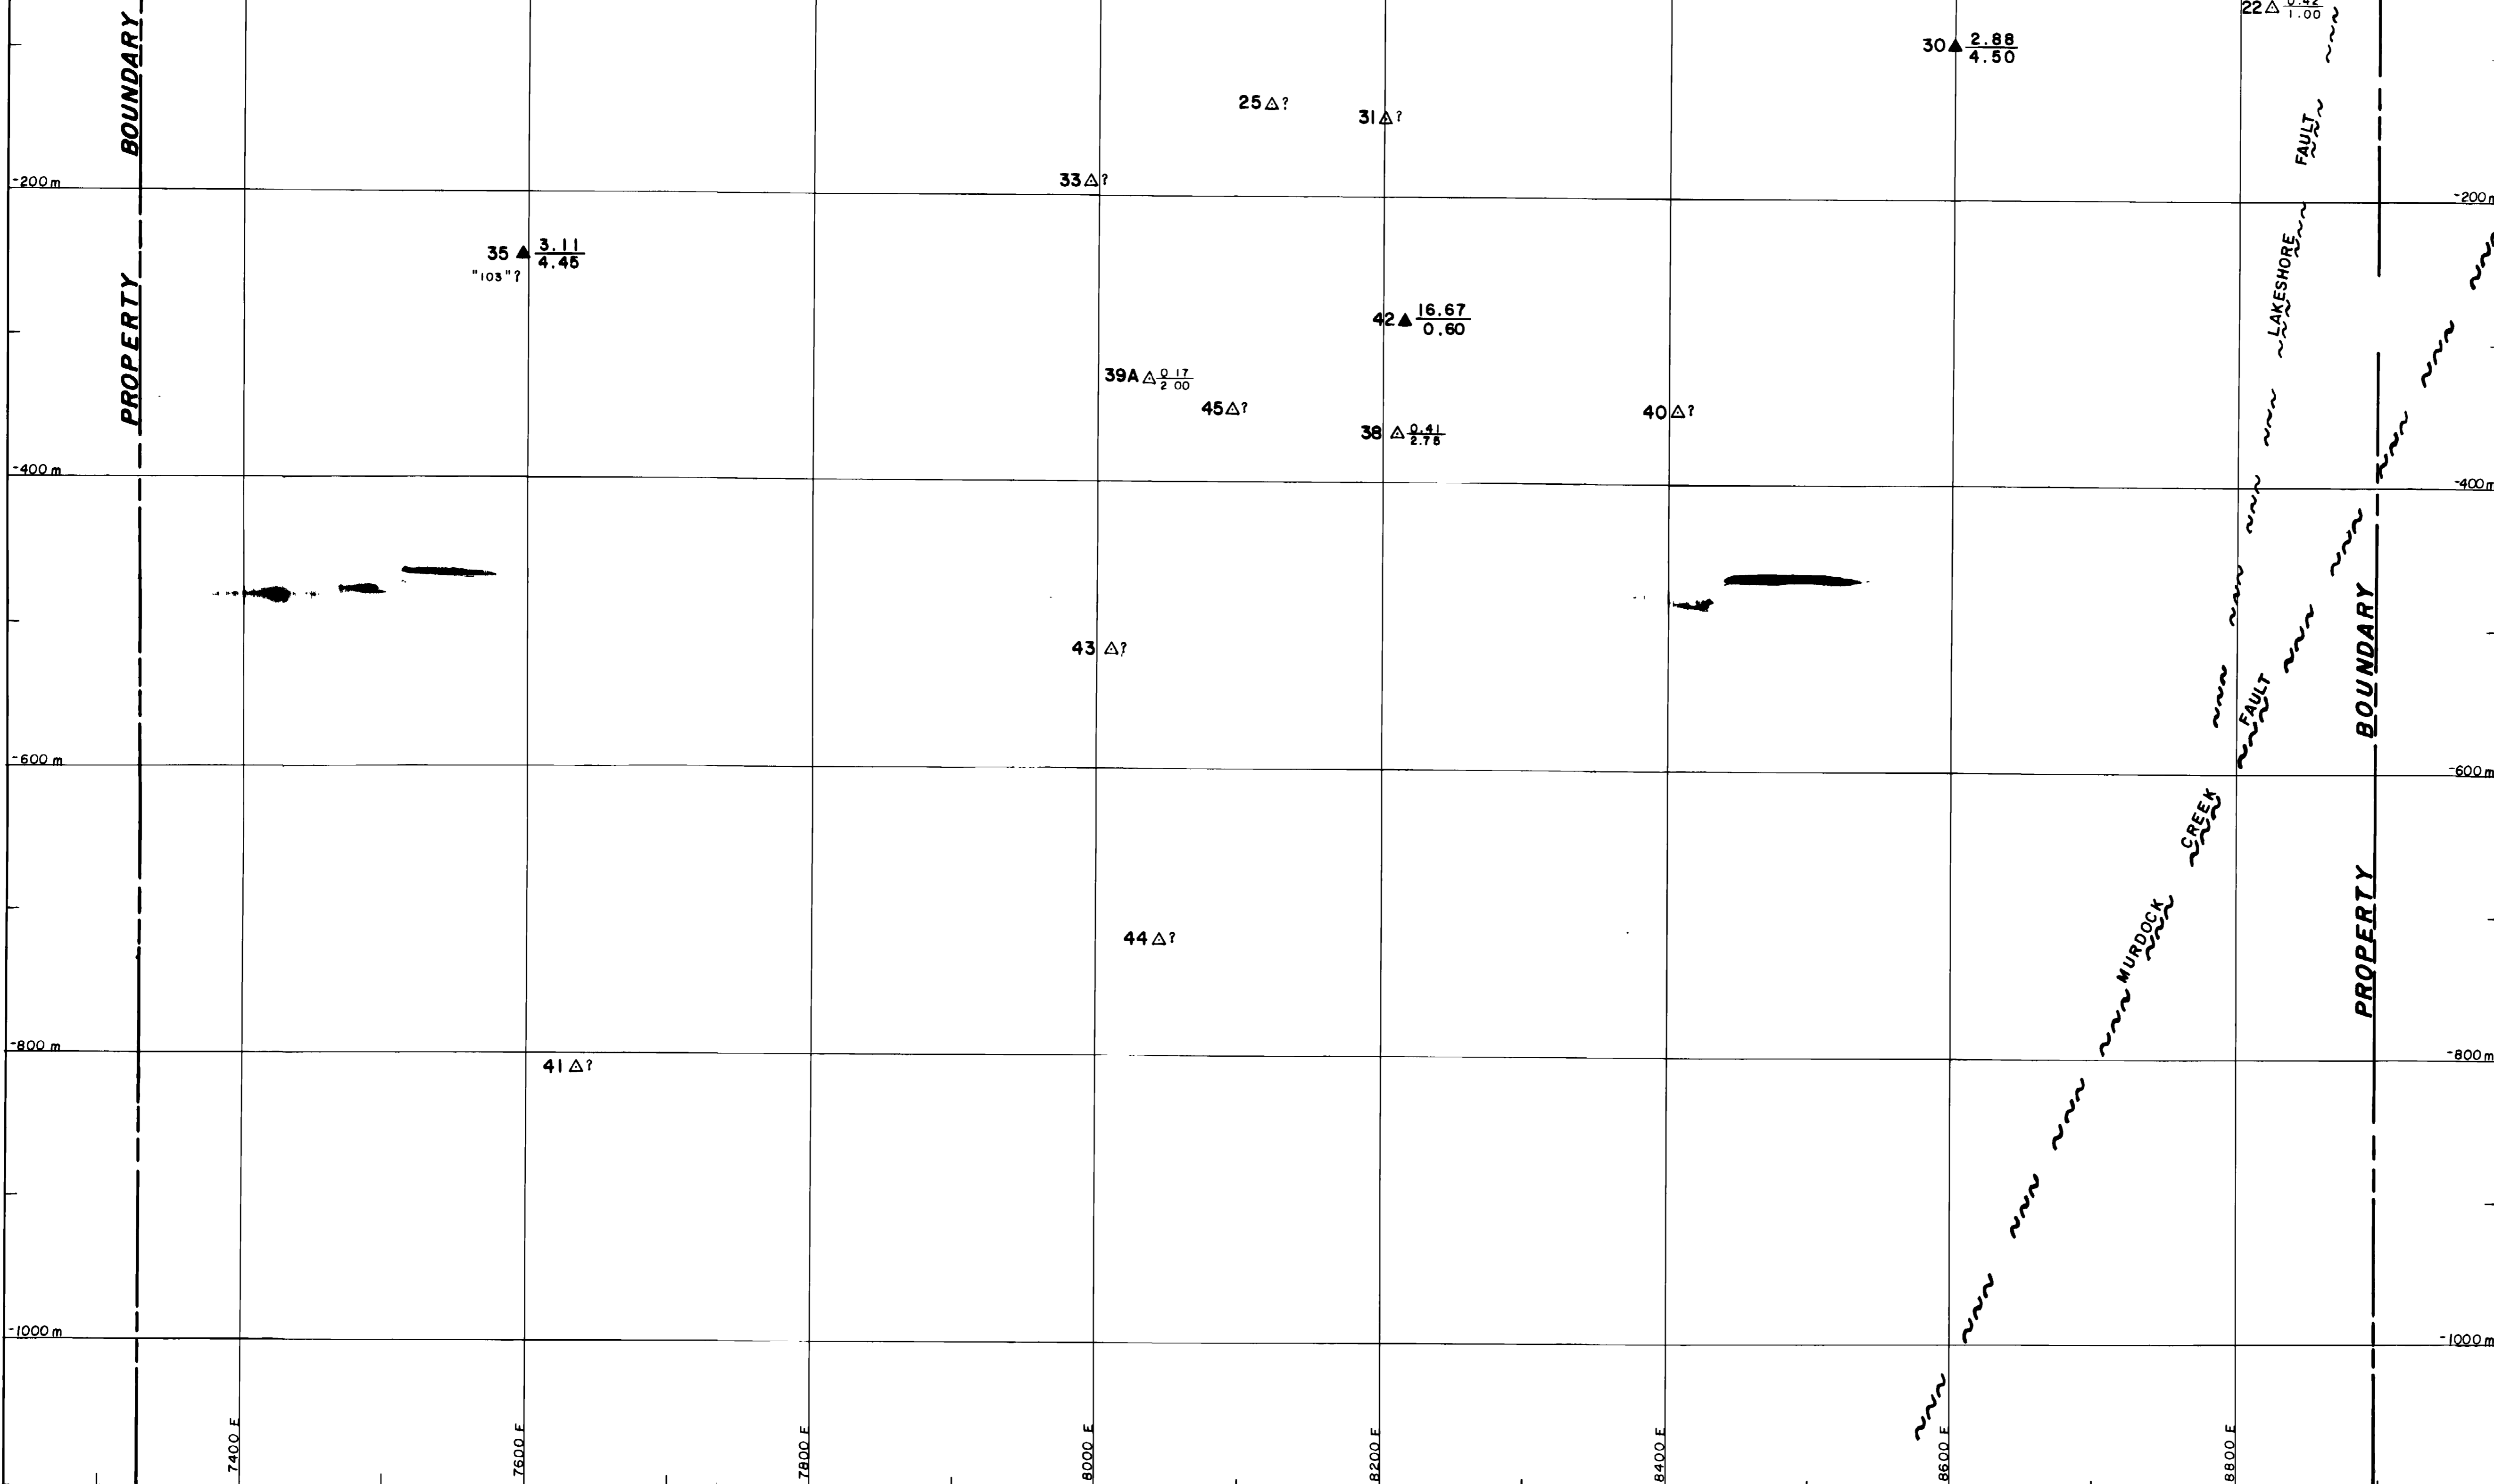 PROPERTY BOUNDARY
22 0.42
1.00
30 2.88
4.50
25 ?
31 ?
33 ?
-200 m
-200 m
LAKESHORE FAULT
35 3.11
4.45
"103"?
42 16.67
0.60
39A 0 17
2 00
45 ?
40 ?
38 0.41
2.75
-400 m
-400 m
43 ?
PROPERTY BOUNDARY
MURDOCK CREEK FAULT
-600 m
-600 m
44 ?
-800 m
-800 m
41 ?
-1000 m
-1000 m
7400 E
7600 E
7800 E
8000 E
8200 E
8400 E
8600 E
8800 E